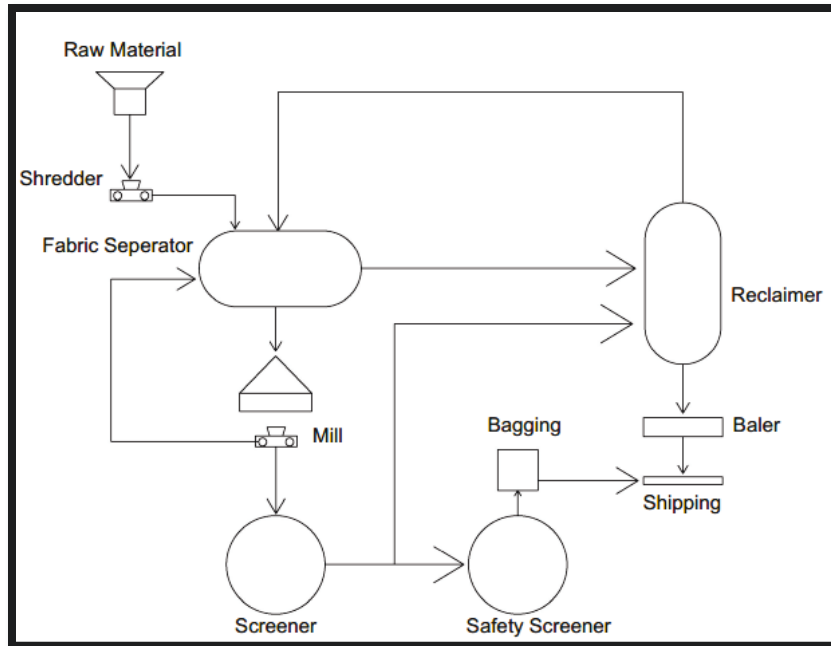 Raw Material
Shredder
Fabric Seperator
Reclaimer
Mill
Bagging
Baler
Shipping
Screener
Safety Screener